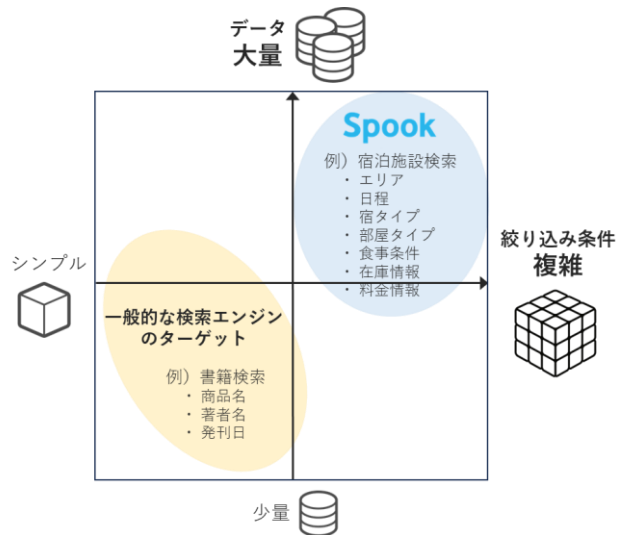 データ
大量
Spook
例）宿泊施設検索
・ エリア
・ 日程
・ 宿タイプ
・ 部屋タイプ
・ 食事条件
・ 在庫情報
・ 料金情報
シンプル
絞り込み条件
複雑
一般的な検索エンジン
のターゲット
例）書籍検索
・ 商品名
・ 著者名
・ 発刊日
少量